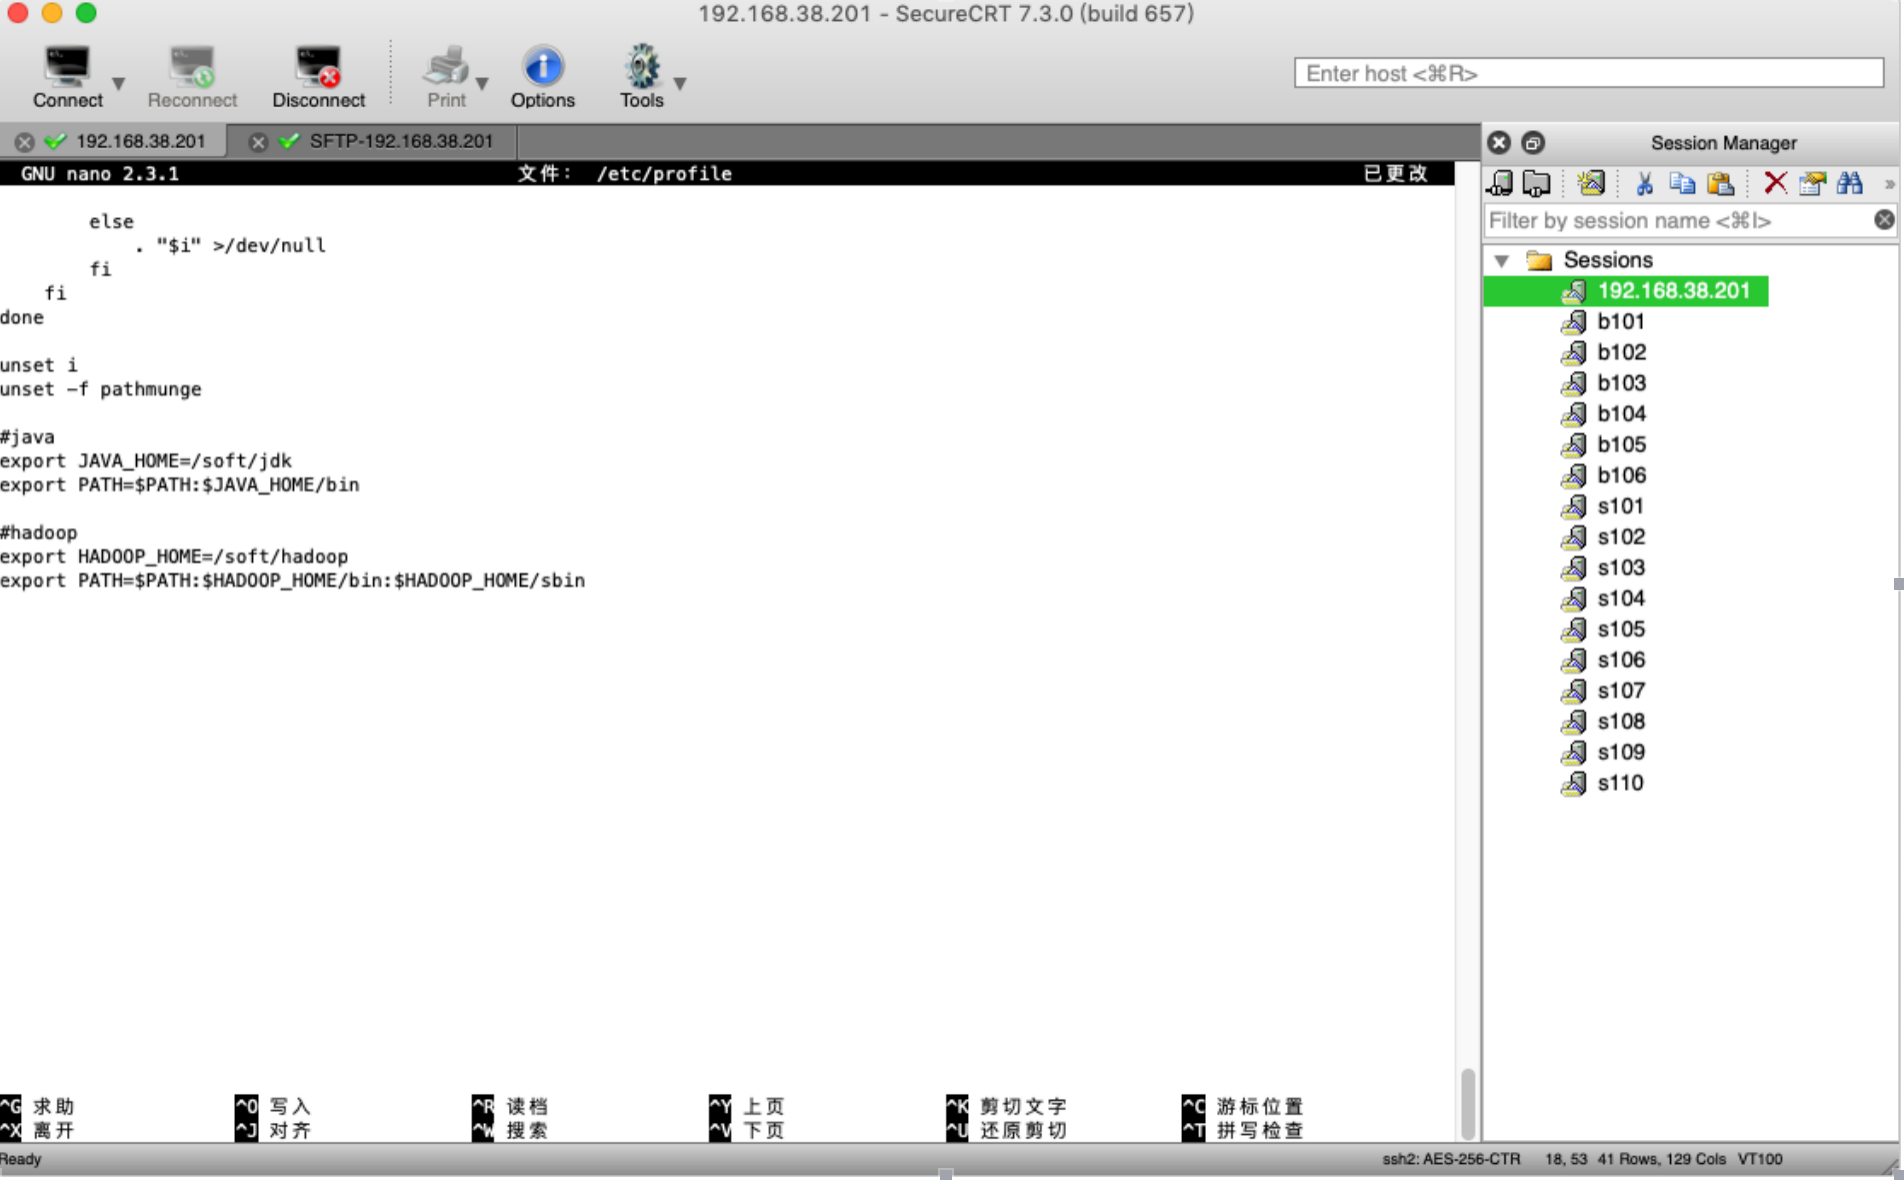 192.168.38.201 - SecureCRT 7.3.0 (build 657)
Connect Reconnect Disconnect Print Options Tools
Enter host <⌘R>
192.168.38.201 SFTP-192.168.38.201
Session Manager
GNU nano 2.3.1 文件： /etc/profile 已更改
Filter by session name <⌘I>
else
. "$i" >/dev/null
fi
fi
done
unset i
unset -f pathmunge
#java
export JAVA_HOME=/soft/jdk
export PATH=$PATH:$JAVA_HOME/bin
#hadoop
export HADOOP_HOME=/soft/hadoop
export PATH=$PATH:$HADOOP_HOME/bin:$HADOOP_HOME/sbin
^G 求助 ^O 写入 ^R 读档 ^Y 上页 ^K 剪切文字 ^C 游标位置
^X 离开 ^J 对齐 ^W 搜索 ^V 下页 ^U 还原剪切 ^T 拼写检查
Sessions
192.168.38.201
b101
b102
b103
b104
b105
b106
s101
s102
s103
s104
s105
s106
s107
s108
s109
s110
Ready ssh2: AES-256-CTR 18, 53 41 Rows, 129 Cols VT100